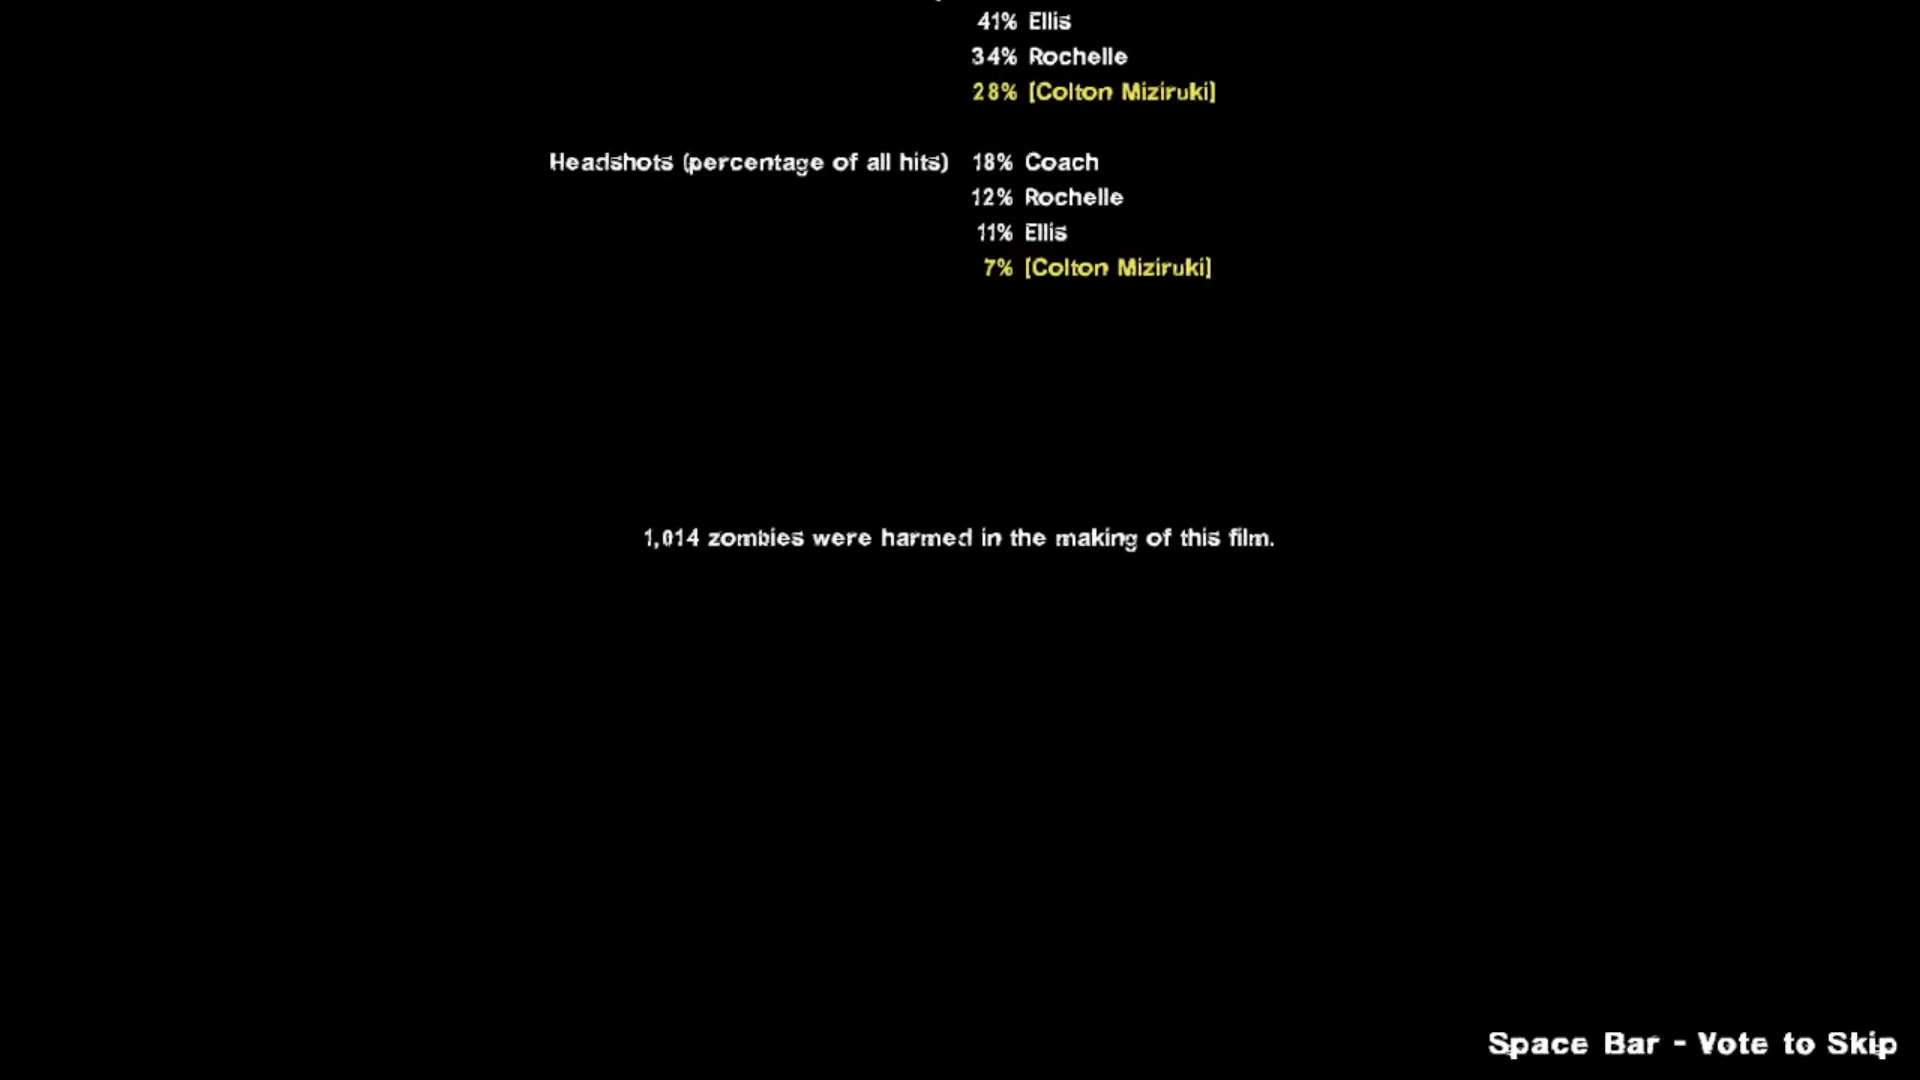 41% Ellis
34% Rochelle
28% [Colton Miziruki]
Headshots (percentage of all hits) 18% Coach
12% Rochelle
11% Ellis
7% [Colton Miziruki]
1,014 zombies were harmed in the making of this film.
Space Bar - Vote to Skip